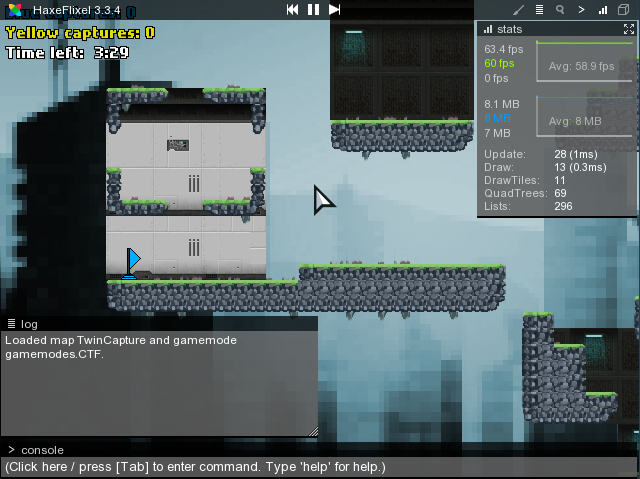 HaxeFlixel 3.3.4
captures: 0
Yellow captures: 0
Time left: 3:29
stats
63.4 fps
60 fps
0 fps
Avg: 58.9 fps
8.1 MB
8 MB
7 MB
Avg: 8 MB
Update: 28 (1ms)
Draw: 13 (0.3ms)
DrawTiles: 11
QuadTrees: 69
Lists: 296
log
Loaded map TwinCapture and gamemode
gamemodes.CTF.
> console
(Click here / press [Tab] to enter command. Type 'help' for help.)